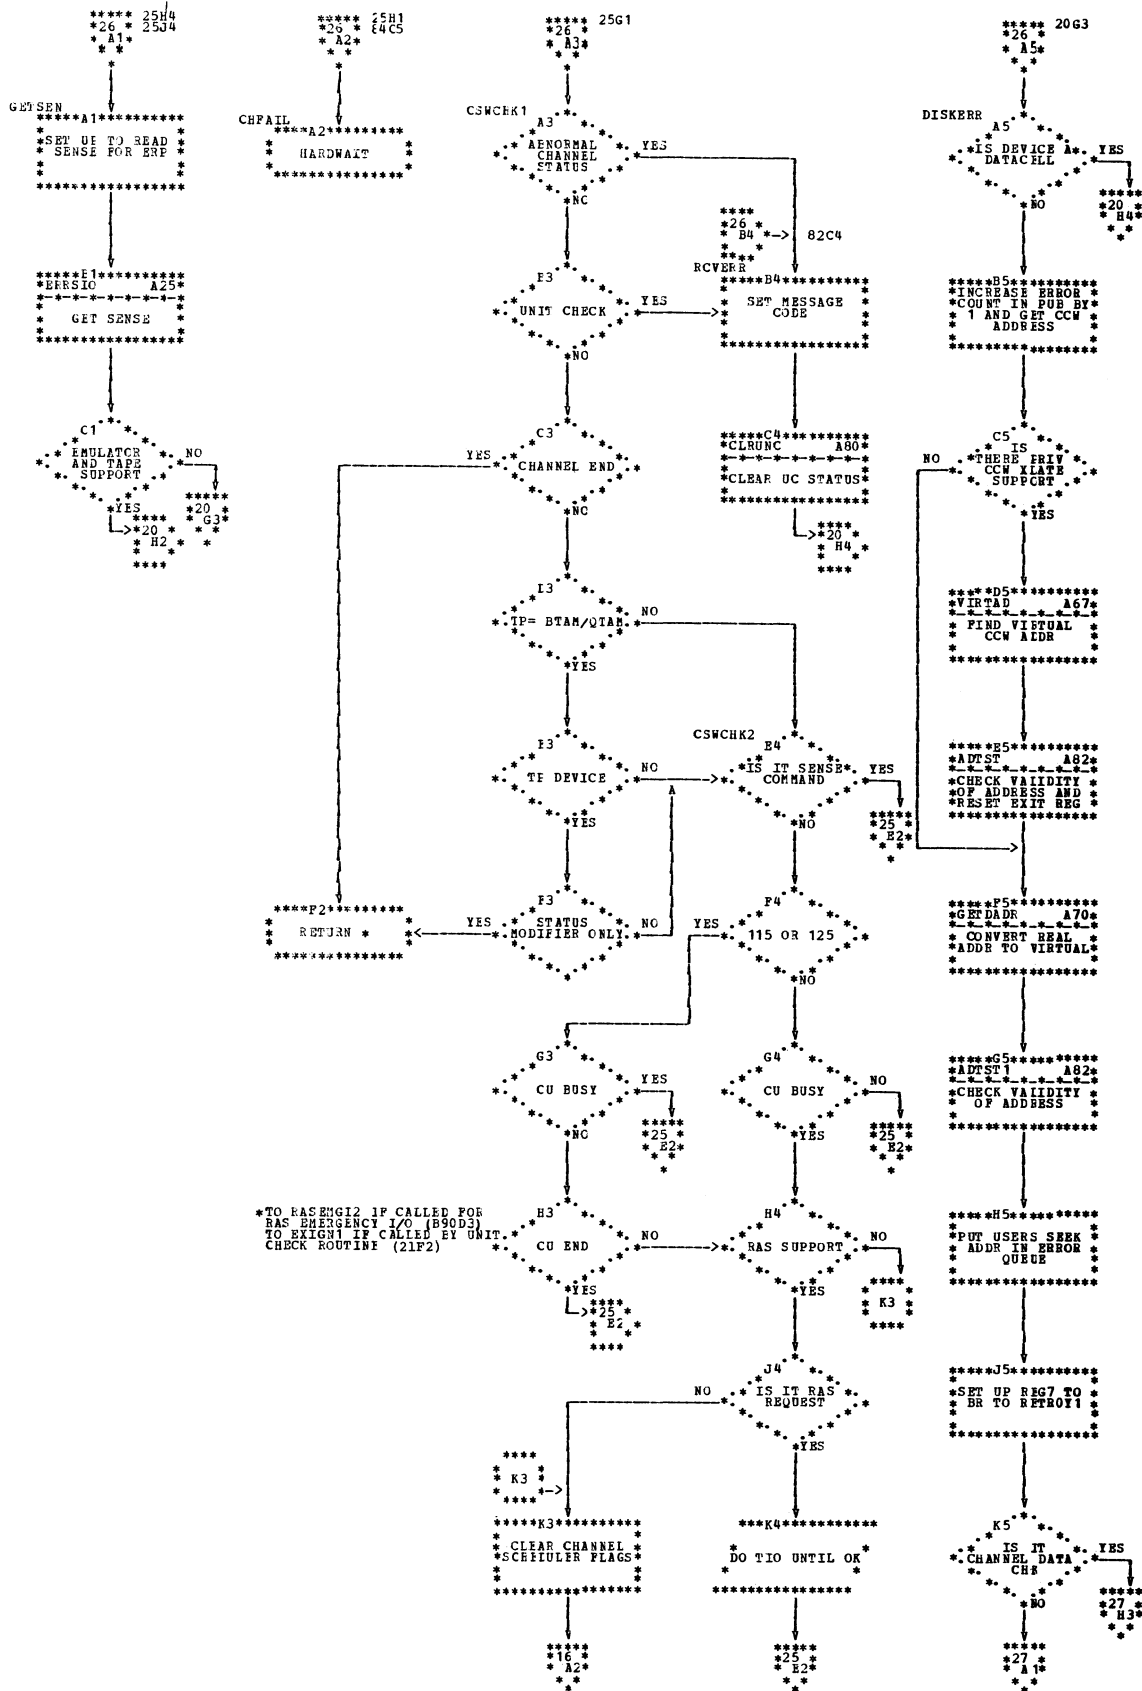 26 A1
25H4
25J4
GETSEN
A1
SET UP TO READ
SENSE FOR ERP
B1
ERRSIO A25
GET SENSE
C1
EMULATOR
AND TAPE
SUPPORT
NO
20
G3
YES
20
H2
26
A2
25H1
84C5
CHFAIL
A2
HARDWAIT
26
A3
25G1
CSWCHK1
A3
ABNORMAL
CHANNEL
STATUS
YES
NO
26
B4
82C4
B3
UNIT CHECK
YES
NO
RCVERR
B4
SET MESSAGE
CODE
C3
CHANNEL END
YES
NO
C4
CLRUNC A80
CLEAR UC STATUS
20
H4
D3
TP= BTAM/QTAM
NO
YES
E3
TP DEVICE
NO
YES
A
CSWCHK2
E4
IS IT SENSE
COMMAND
YES
NO
25
E2
F2
RETURN *
F3
STATUS
MODIFIER ONLY
YES
NO
F4
115 OR 125
YES
NO
G3
CU BUSY
YES
NO
25
E2
G4
CU BUSY
NO
YES
25
E2
*TO RASEMGI2 IF CALLED FOR
RAS EMERGENCY I/O (B90D3)
TO EXIGN1 IF CALLED BY UNIT
CHECK ROUTINE (21F2)
H3
CU END
NO
YES
25
E2
H4
RAS SUPPORT
NO
YES
K3
J4
IS IT RAS
REQUEST
NO
YES
K3
K3
CLEAR CHANNEL
SCHEDULER FLAGS
16
A2
K4
DO TIO UNTIL OK
25
E2
26
A5
20G3
DISKERR
A5
IS DEVICE A
DATACELL
YES
NO
20
H4
B5
INCREASE ERROR
COUNT IN PUB BY
1 AND GET CCW
ADDRESS
C5
IS
THERE PRIV
CCW XLATE
SUPPORT
NO
YES
D5
VIRTAD A67
FIND VIRTUAL
CCW ADDR
E5
ADTST A82
CHECK VALIDITY
OF ADDRESS AND
RESET EXIT REG
F5
GETDADR A70
CONVERT REAL
ADDR TO VIRTUAL
G5
ADTST1 A82
CHECK VALIDITY
OF ADDRESS
H5
PUT USERS SEEK
ADDR IN ERROR
QUEUE
J5
SET UP REG7 TO
BR TO RETROY1
K5
IS IT
CHANNEL DATA
CHK
YES
NO
27
H3
27
A1